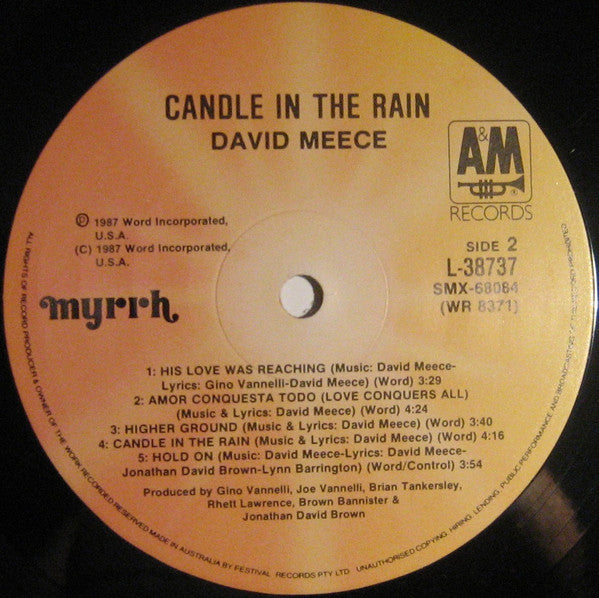 CANDLE IN THE RAIN
DAVID MEECE
A&M
RECORDS
℗ 1987 Word Incorporated,
U.S.A.
(C) 1987 Word Incorporated,
U.S.A.
SIDE 2
L-38737
SMX-68084
(WR 8371)
myrrh
1: HIS LOVE WAS REACHING (Music: David Meece-
Lyrics: Gino Vannelli-David Meece) (Word) 3:29
2: AMOR CONQUESTA TODO (LOVE CONQUERS ALL)
(Music & Lyrics: David Meece) (Word) 4:24
3: HIGHER GROUND (Music & Lyrics: David Meece) (Word) 3:40
4: CANDLE IN THE RAIN (Music & Lyrics: David Meece) (Word) 4:16
5: HOLD ON (Music: David Meece-Lyrics: David Meece-
Jonathan David Brown-Lynn Barrington) (Word/Control) 3:54
Produced by Gino Vannelli, Joe Vannelli, Brian Tankersley,
Rhett Lawrence, Brown Bannister &
Jonathan David Brown
ALL RIGHTS OF RECORD PRODUCER & OWNER OF THE WORK RECORDED RESERVED MADE IN AUSTRALIA BY FESTIVAL RECORDS PTY LTD. UNAUTHORISED COPYING, HIRING, LENDING, PUBLIC PERFORMANCE AND BROADCASTING OF THIS RECORD PROHIBITED